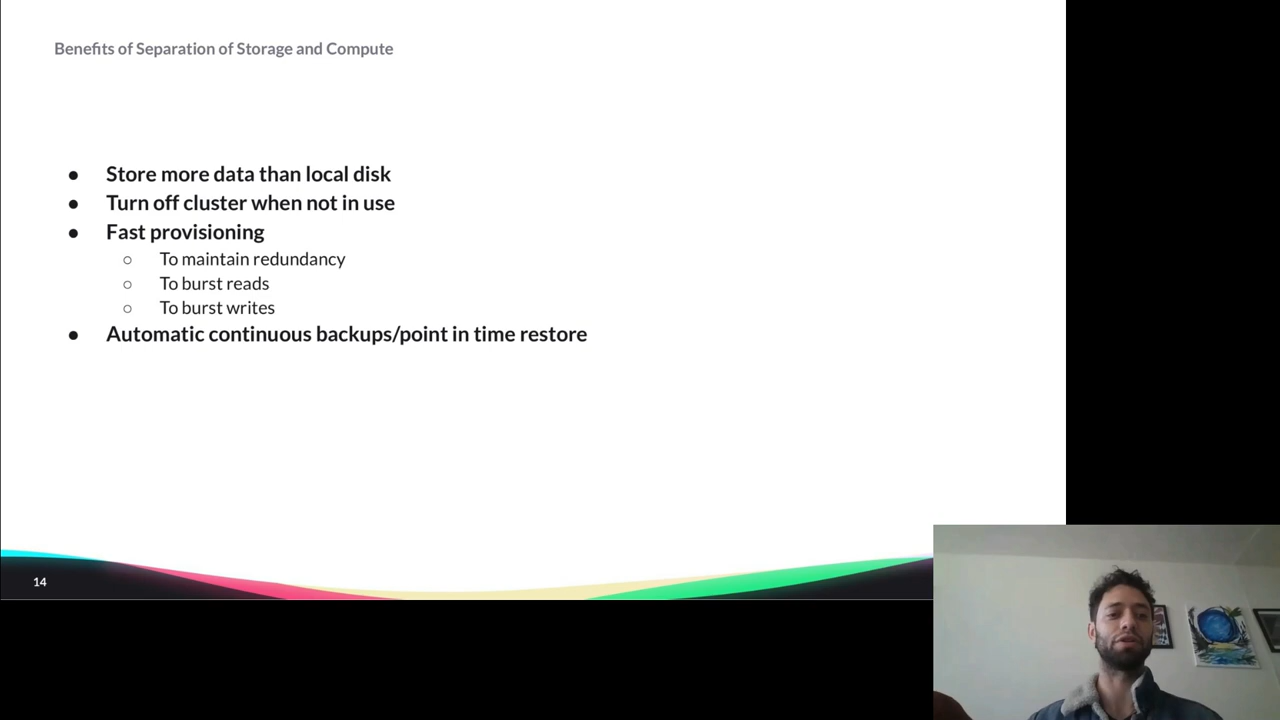 Benefits of Separation of Storage and Compute
● Store more data than local disk
● Turn off cluster when not in use
● Fast provisioning
○ To maintain redundancy
○ To burst reads
○ To burst writes
● Automatic continuous backups/point in time restore
14